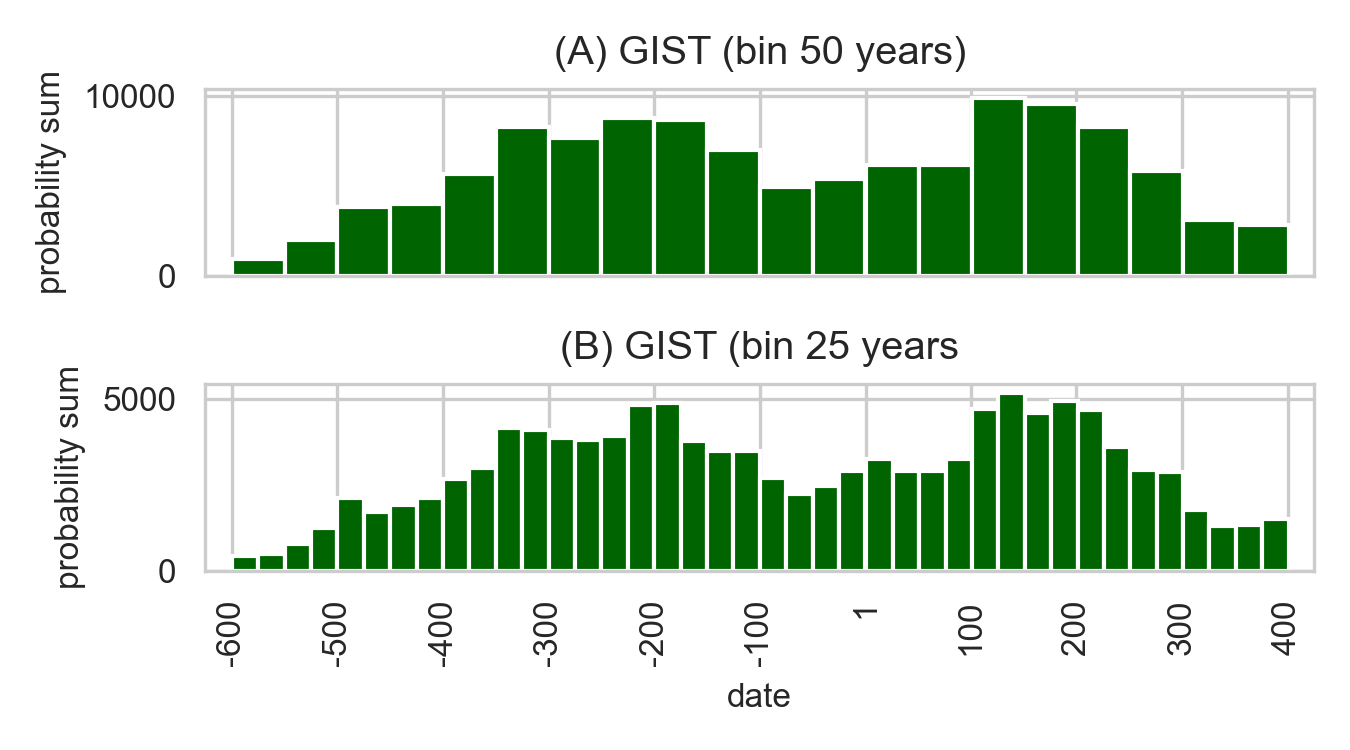 (A) GIST (bin 50 years)
probability sum
10000
0
(B) GIST (bin 25 years
probability sum
5000
0
-600 -500 -400 -300 -200 -100 1 100 200 300 400
date